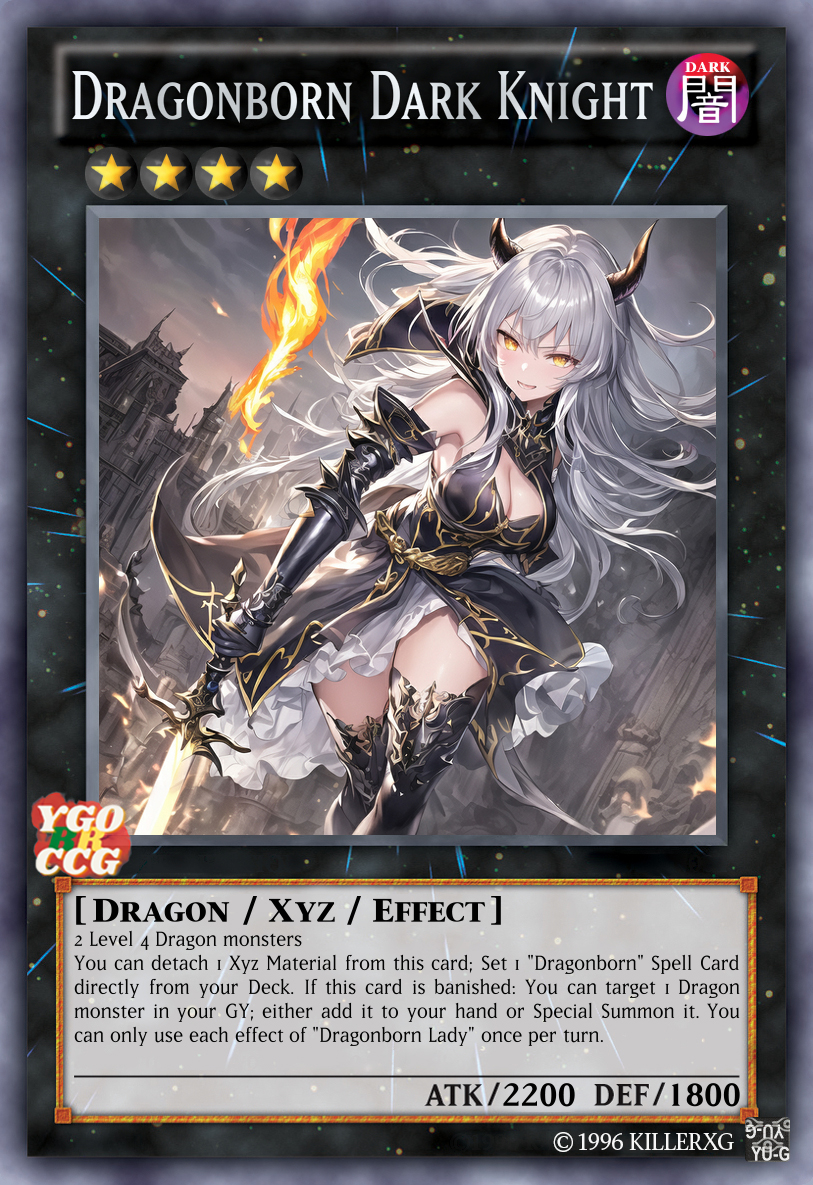 Dragonborn Dark Knight
DARK
闇
YGO
BR
CCG
[ Dragon / Xyz / Effect ]
2 Level 4 Dragon monsters
You can detach 1 Xyz Material from this card; Set 1 "Dragonborn" Spell Card
directly from your Deck. If this card is banished: You can target 1 Dragon
monster in your GY; either add it to your hand or Special Summon it. You
can only use each effect of "Dragonborn Lady" once per turn.
ATK/2200 DEF/1800
© 1996 KILLERXG
YU-G
YU-G